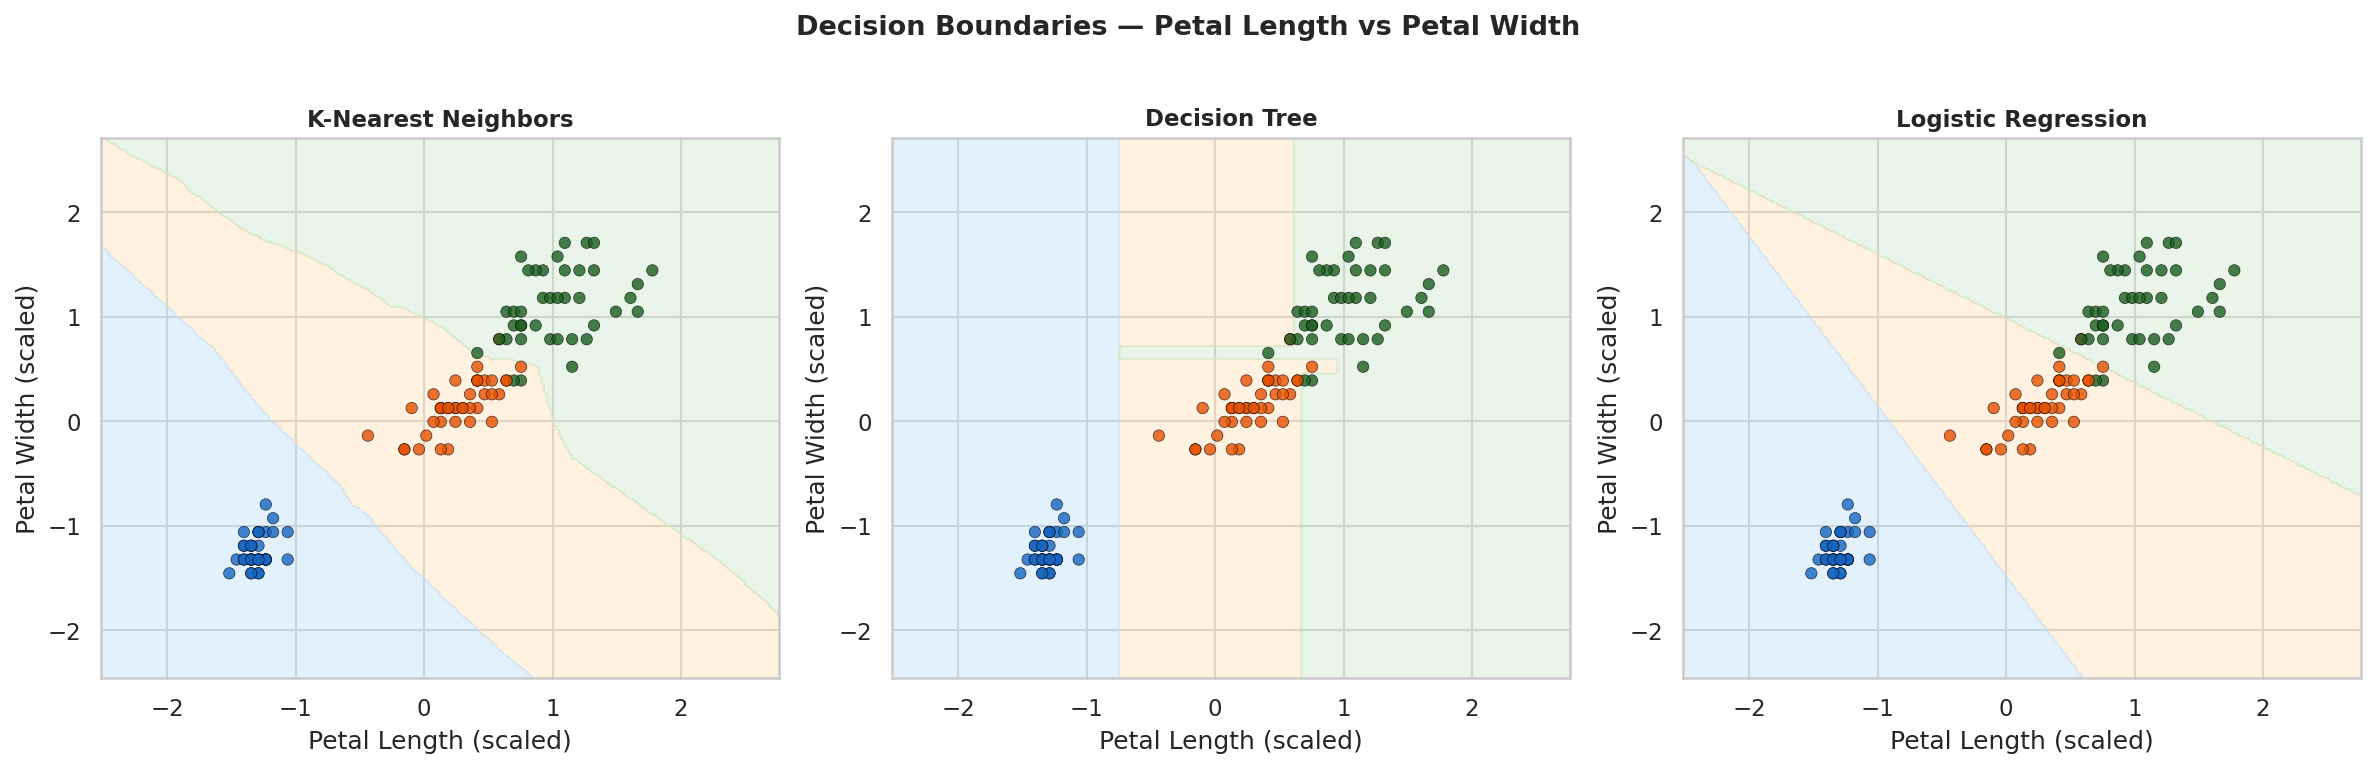 Decision Boundaries — Petal Length vs Petal Width
K-Nearest Neighbors
Petal Width (scaled)
2
1
0
−1
−2
−2 −1 0 1 2
Petal Length (scaled)
Decision Tree
Petal Width (scaled)
2
1
0
−1
−2
−2 −1 0 1 2
Petal Length (scaled)
Logistic Regression
Petal Width (scaled)
2
1
0
−1
−2
−2 −1 0 1 2
Petal Length (scaled)